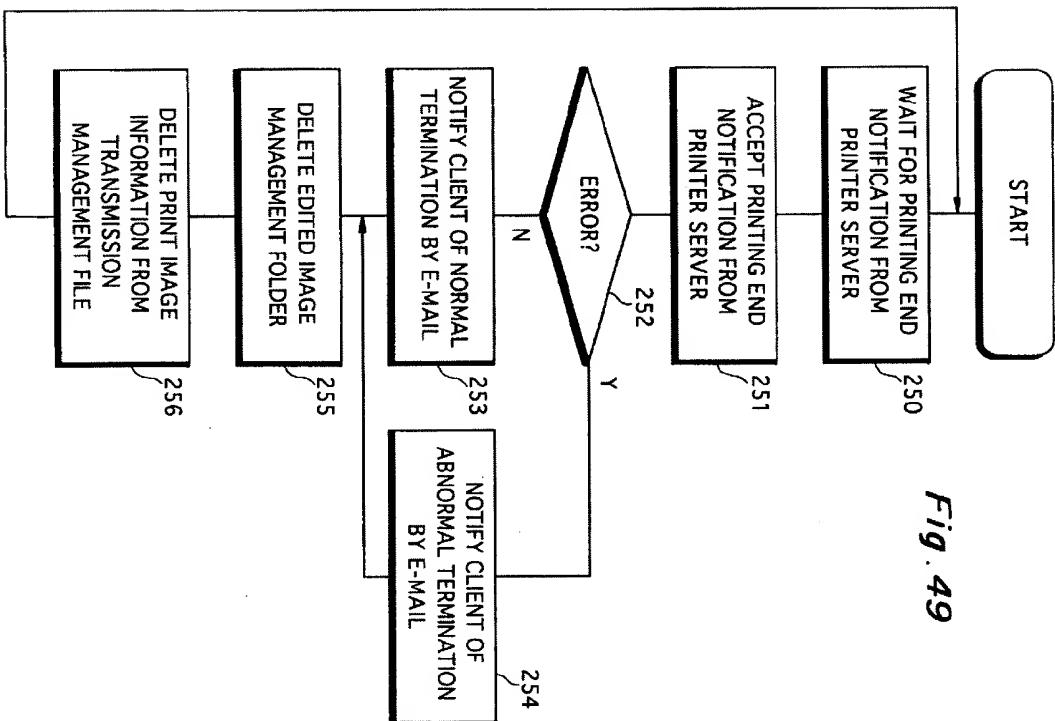 Fig. 49
START
WAIT FOR PRINTING END
NOTIFICATION FROM
PRINTER SERVER
250
ACCEPT PRINTING END
NOTIFICATION FROM
PRINTER SERVER
251
ERROR?
252
Y
N
NOTIFY CLIENT OF NORMAL
TERMINATION BY E-MAIL
253
NOTIFY CLIENT OF
ABNORMAL TERMINATION
BY E-MAIL
254
DELETE EDITED IMAGE
MANAGEMENT FOLDER
255
DELETE PRINT IMAGE
INFORMATION FROM
TRANSMISSION
MANAGEMENT FILE
256